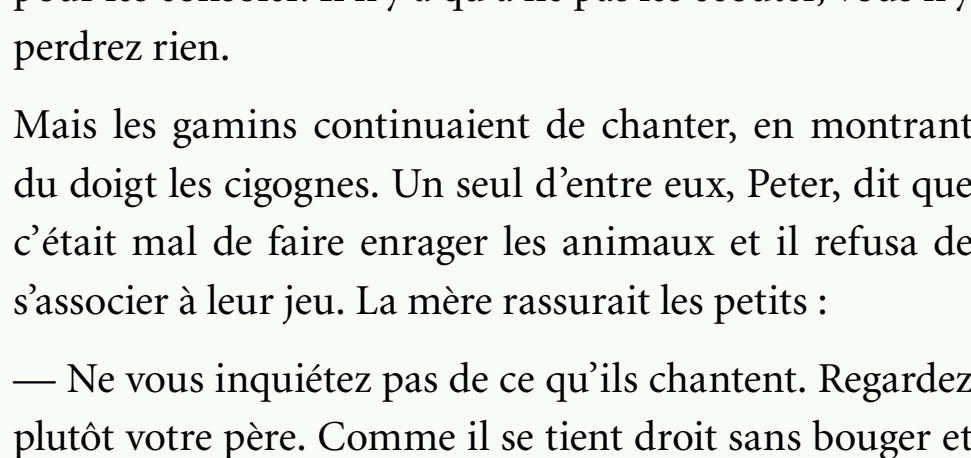 perdrez rien.
Mais les gamins continuaient de chanter, en montrant
du doigt les cigognes. Un seul d’entre eux, Peter, dit que
c’était mal de faire enrager les animaux et il refusa de
s’associer à leur jeu. La mère rassurait les petits :
— Ne vous inquiétez pas de ce qu’ils chantent. Regardez
plutôt votre père. Comme il se tient droit sans bouger et